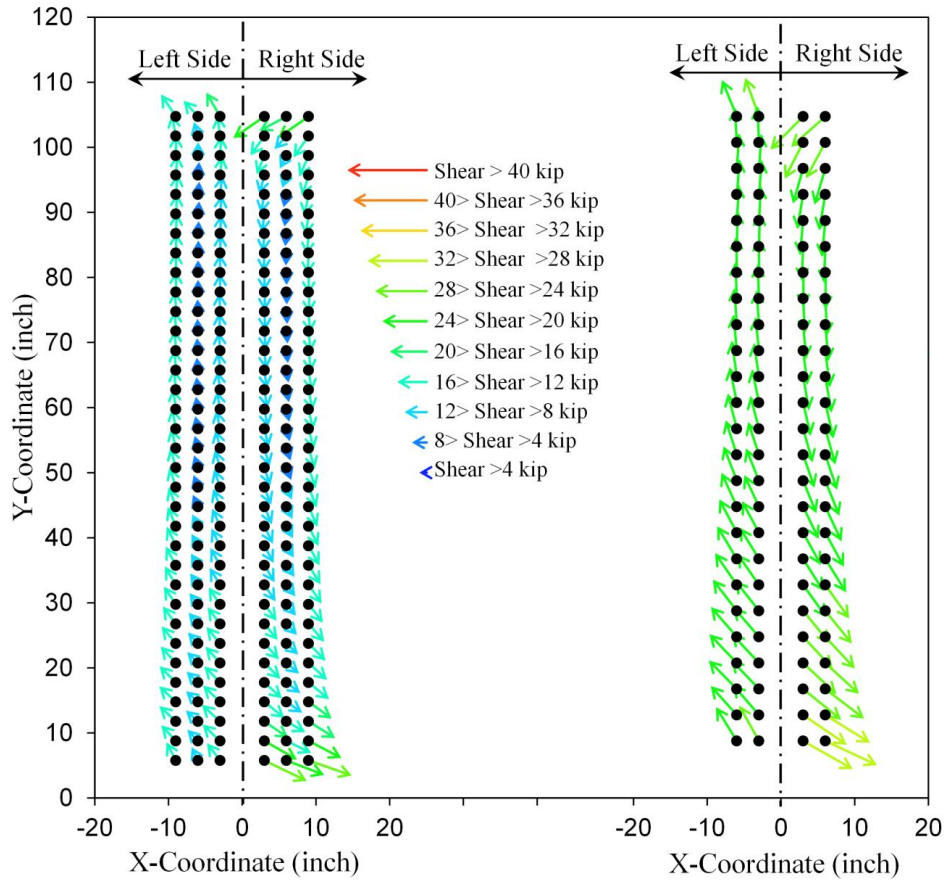 120
110
100
90
80
70
60
50
40
30
20
10
0
Y-Coordinate (inch)
Left Side Right Side
Left Side Right Side
Shear > 40 kip
40> Shear >36 kip
36> Shear >32 kip
32> Shear >28 kip
28> Shear >24 kip
24> Shear >20 kip
20> Shear >16 kip
16> Shear >12 kip
12> Shear >8 kip
8> Shear >4 kip
Shear >4 kip
-20 -10 0 10 20
-20 -10 0 10 20
X-Coordinate (inch)
X-Coordinate (inch)